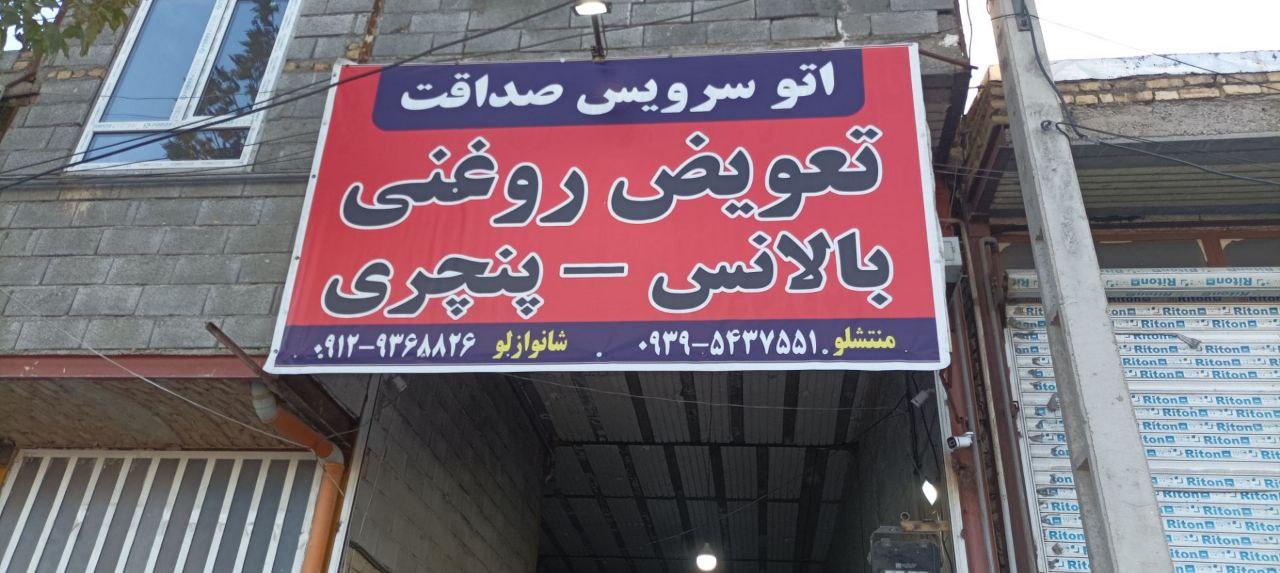 اتو سرویس صداقت
تعویض روغنی
بالانس – پنچری
منتشلو ۰۹۳۹-۵۴۳۷۵۵۱ شانوازلو ۰۹۱۲-۹۳۶۸۸۲۶
Riton